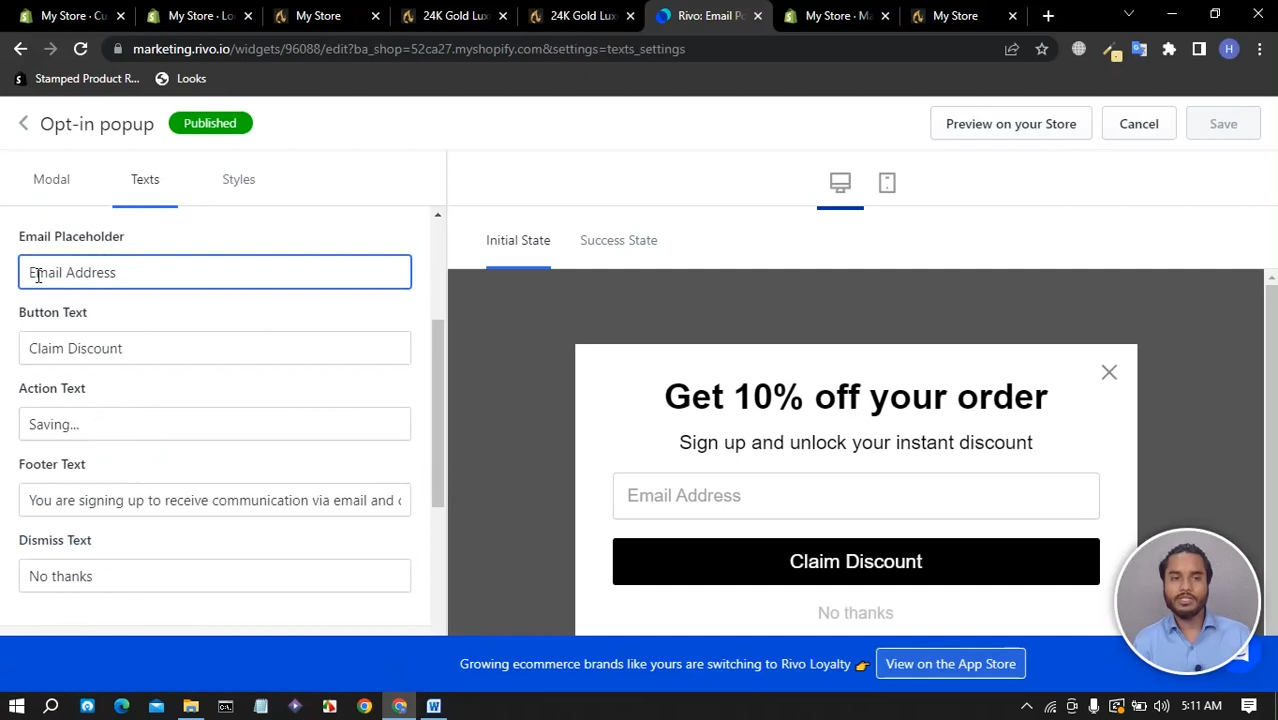 My Store - Cu
My Store - Lo
My Store
24K Gold Lux
24K Gold Lux
Rivo: Email Po
My Store - Ma
My Store
marketing.rivo.io/widgets/96088/edit?ba_shop=52ca27.myshopify.com&settings=texts_settings
H
Stamped Product R...
Looks
Opt-in popup
Published
Preview on your Store
Cancel
Save
Modal
Texts
Styles
Email Placeholder
Email Address
Button Text
Claim Discount
Action Text
Saving...
Footer Text
You are signing up to receive communication via email and c
Dismiss Text
No thanks
Initial State
Success State
Get 10% off your order
Sign up and unlock your instant discount
Email Address
Claim Discount
No thanks
Growing ecommerce brands like yours are switching to Rivo Loyalty 👉
View on the App Store
5:11 AM